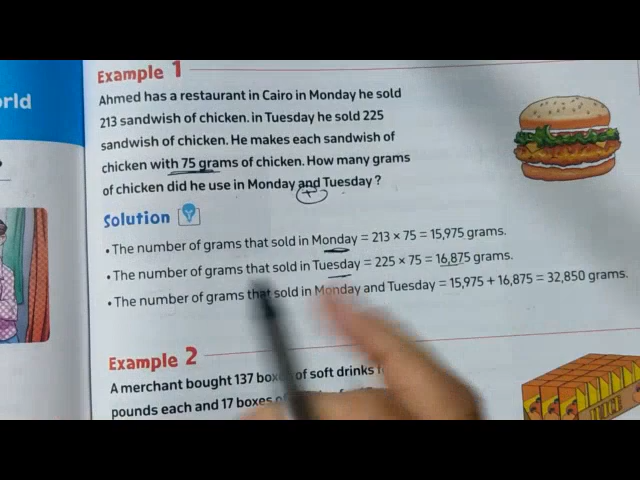 orld
Example 1
Ahmed has a restaurant in Cairo in Monday he sold
213 sandwish of chicken. in Tuesday he sold 225
sandwish of chicken. He makes each sandwish of
chicken with 75 grams of chicken. How many grams
of chicken did he use in Monday and Tuesday ?
+
Solution
• The number of grams that sold in Monday = 213 × 75 = 15,975 grams.
• The number of grams that sold in Tuesday = 225 × 75 = 16,875 grams.
• The number of grams that sold in Monday and Tuesday = 15,975 + 16,875 = 32,850 grams.
Example 2
A merchant bought 137 boxes of soft drinks
pounds each and 17 boxes